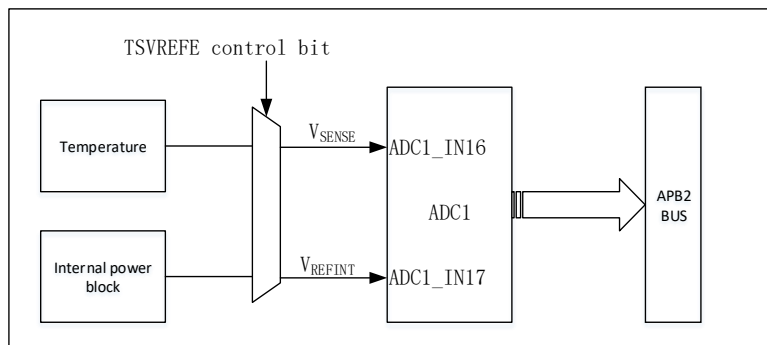 TSVREFE control bit
Temperature
VSENSE
ADC1_IN16
ADC1
APB2
BUS
Internal power
block
VREFINT
ADC1_IN17